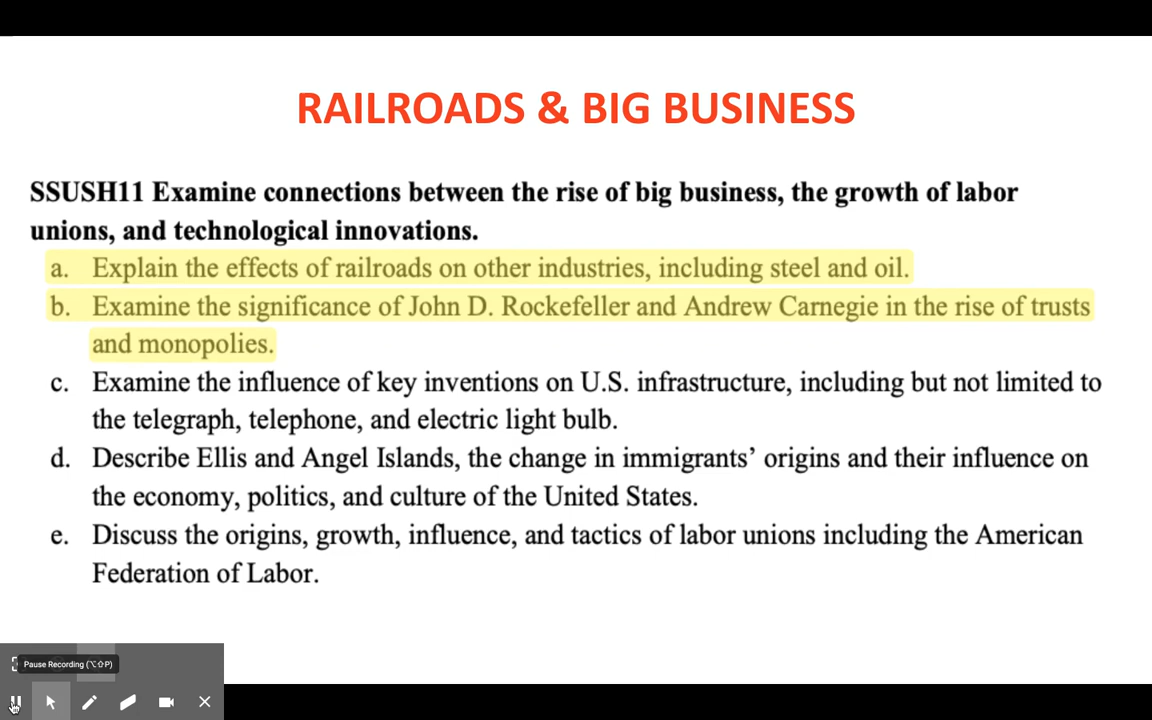 RAILROADS & BIG BUSINESS
SSUSH11 Examine connections between the rise of big business, the growth of labor
unions, and technological innovations.
a. Explain the effects of railroads on other industries, including steel and oil.
b. Examine the significance of John D. Rockefeller and Andrew Carnegie in the rise of trusts
and monopolies.
c. Examine the influence of key inventions on U.S. infrastructure, including but not limited to
the telegraph, telephone, and electric light bulb.
d. Describe Ellis and Angel Islands, the change in immigrants’ origins and their influence on
the economy, politics, and culture of the United States.
e. Discuss the origins, growth, influence, and tactics of labor unions including the American
Federation of Labor.
Pause Recording (⌥⇧P)